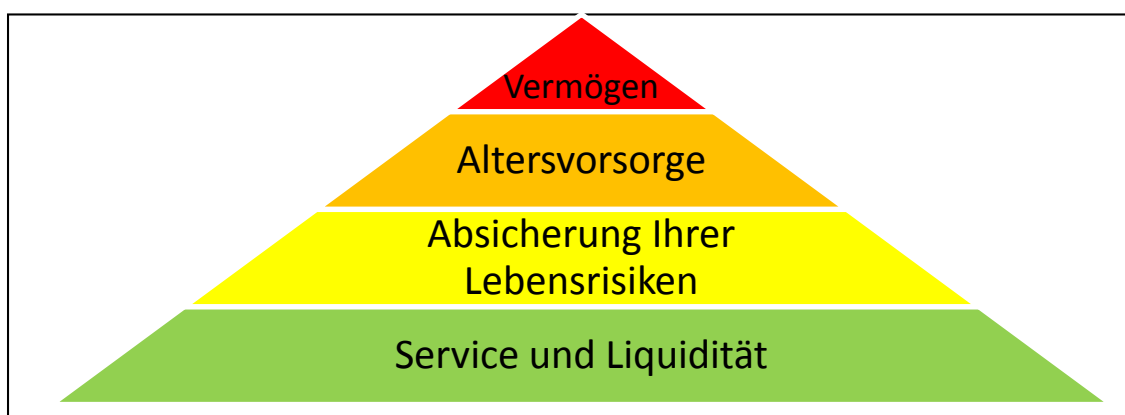 Vermögen
Altersvorsorge
Absicherung Ihrer
Lebensrisiken
Service und Liquidität